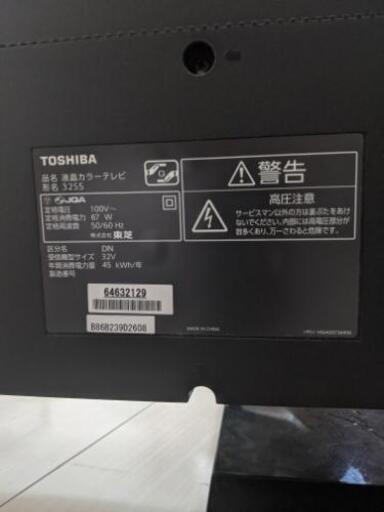 TOSHIBA
品名 液晶カラーテレビ
形名 32S5
JQA
定格電圧 : 100V～
定格消費電力 : 67 W
定格周波数 : 50/60 Hz
株式会社 東芝
区分名 : DN
受信機型サイズ : 32V
年間消費電力量 : 45 kWh/年
製造番号 :
64632129
B86B239D2608
警告
高圧注意
サービスマン以外の方は裏ぶたをあけ
ないでください。内部には高電圧部分が
数多くあり、万一さわると危険です。
MADE IN CHINA